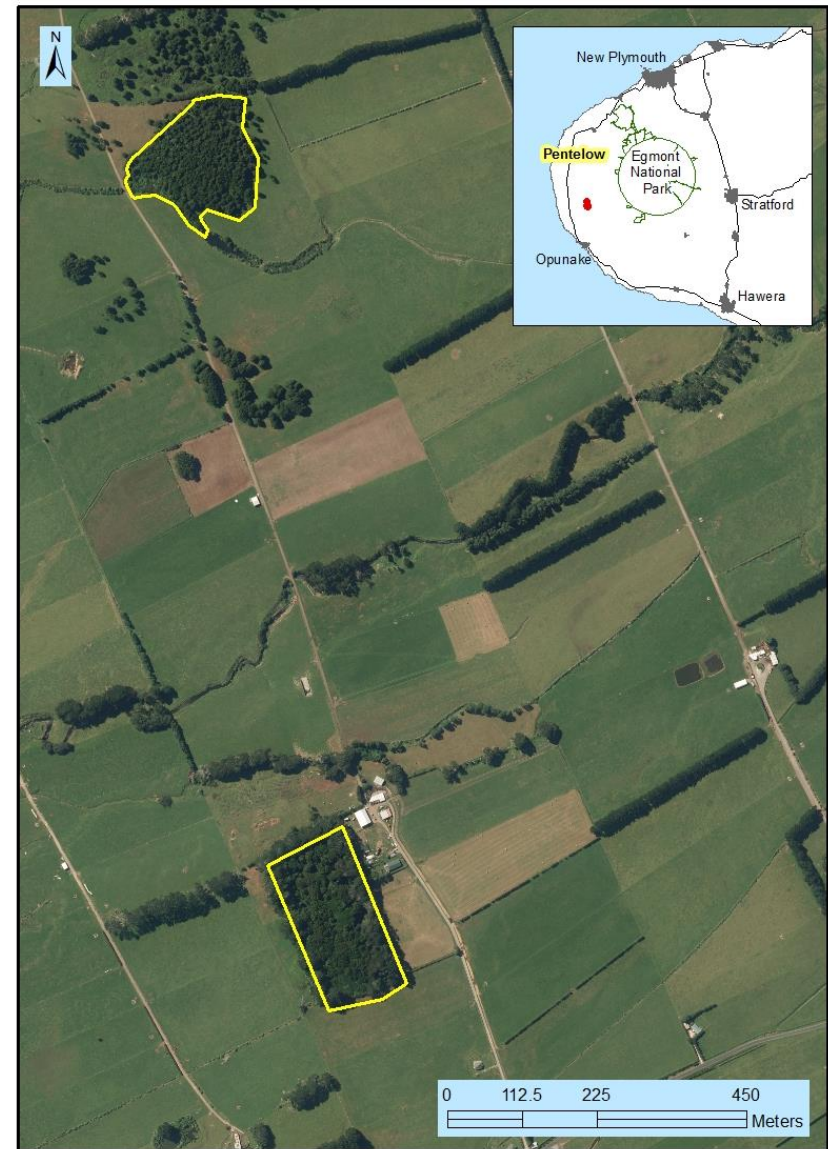 N
New Plymouth
Pentelow
Egmont
National
Park
Stratford
Opunake
Hawera
0 112.5 225 450
Meters